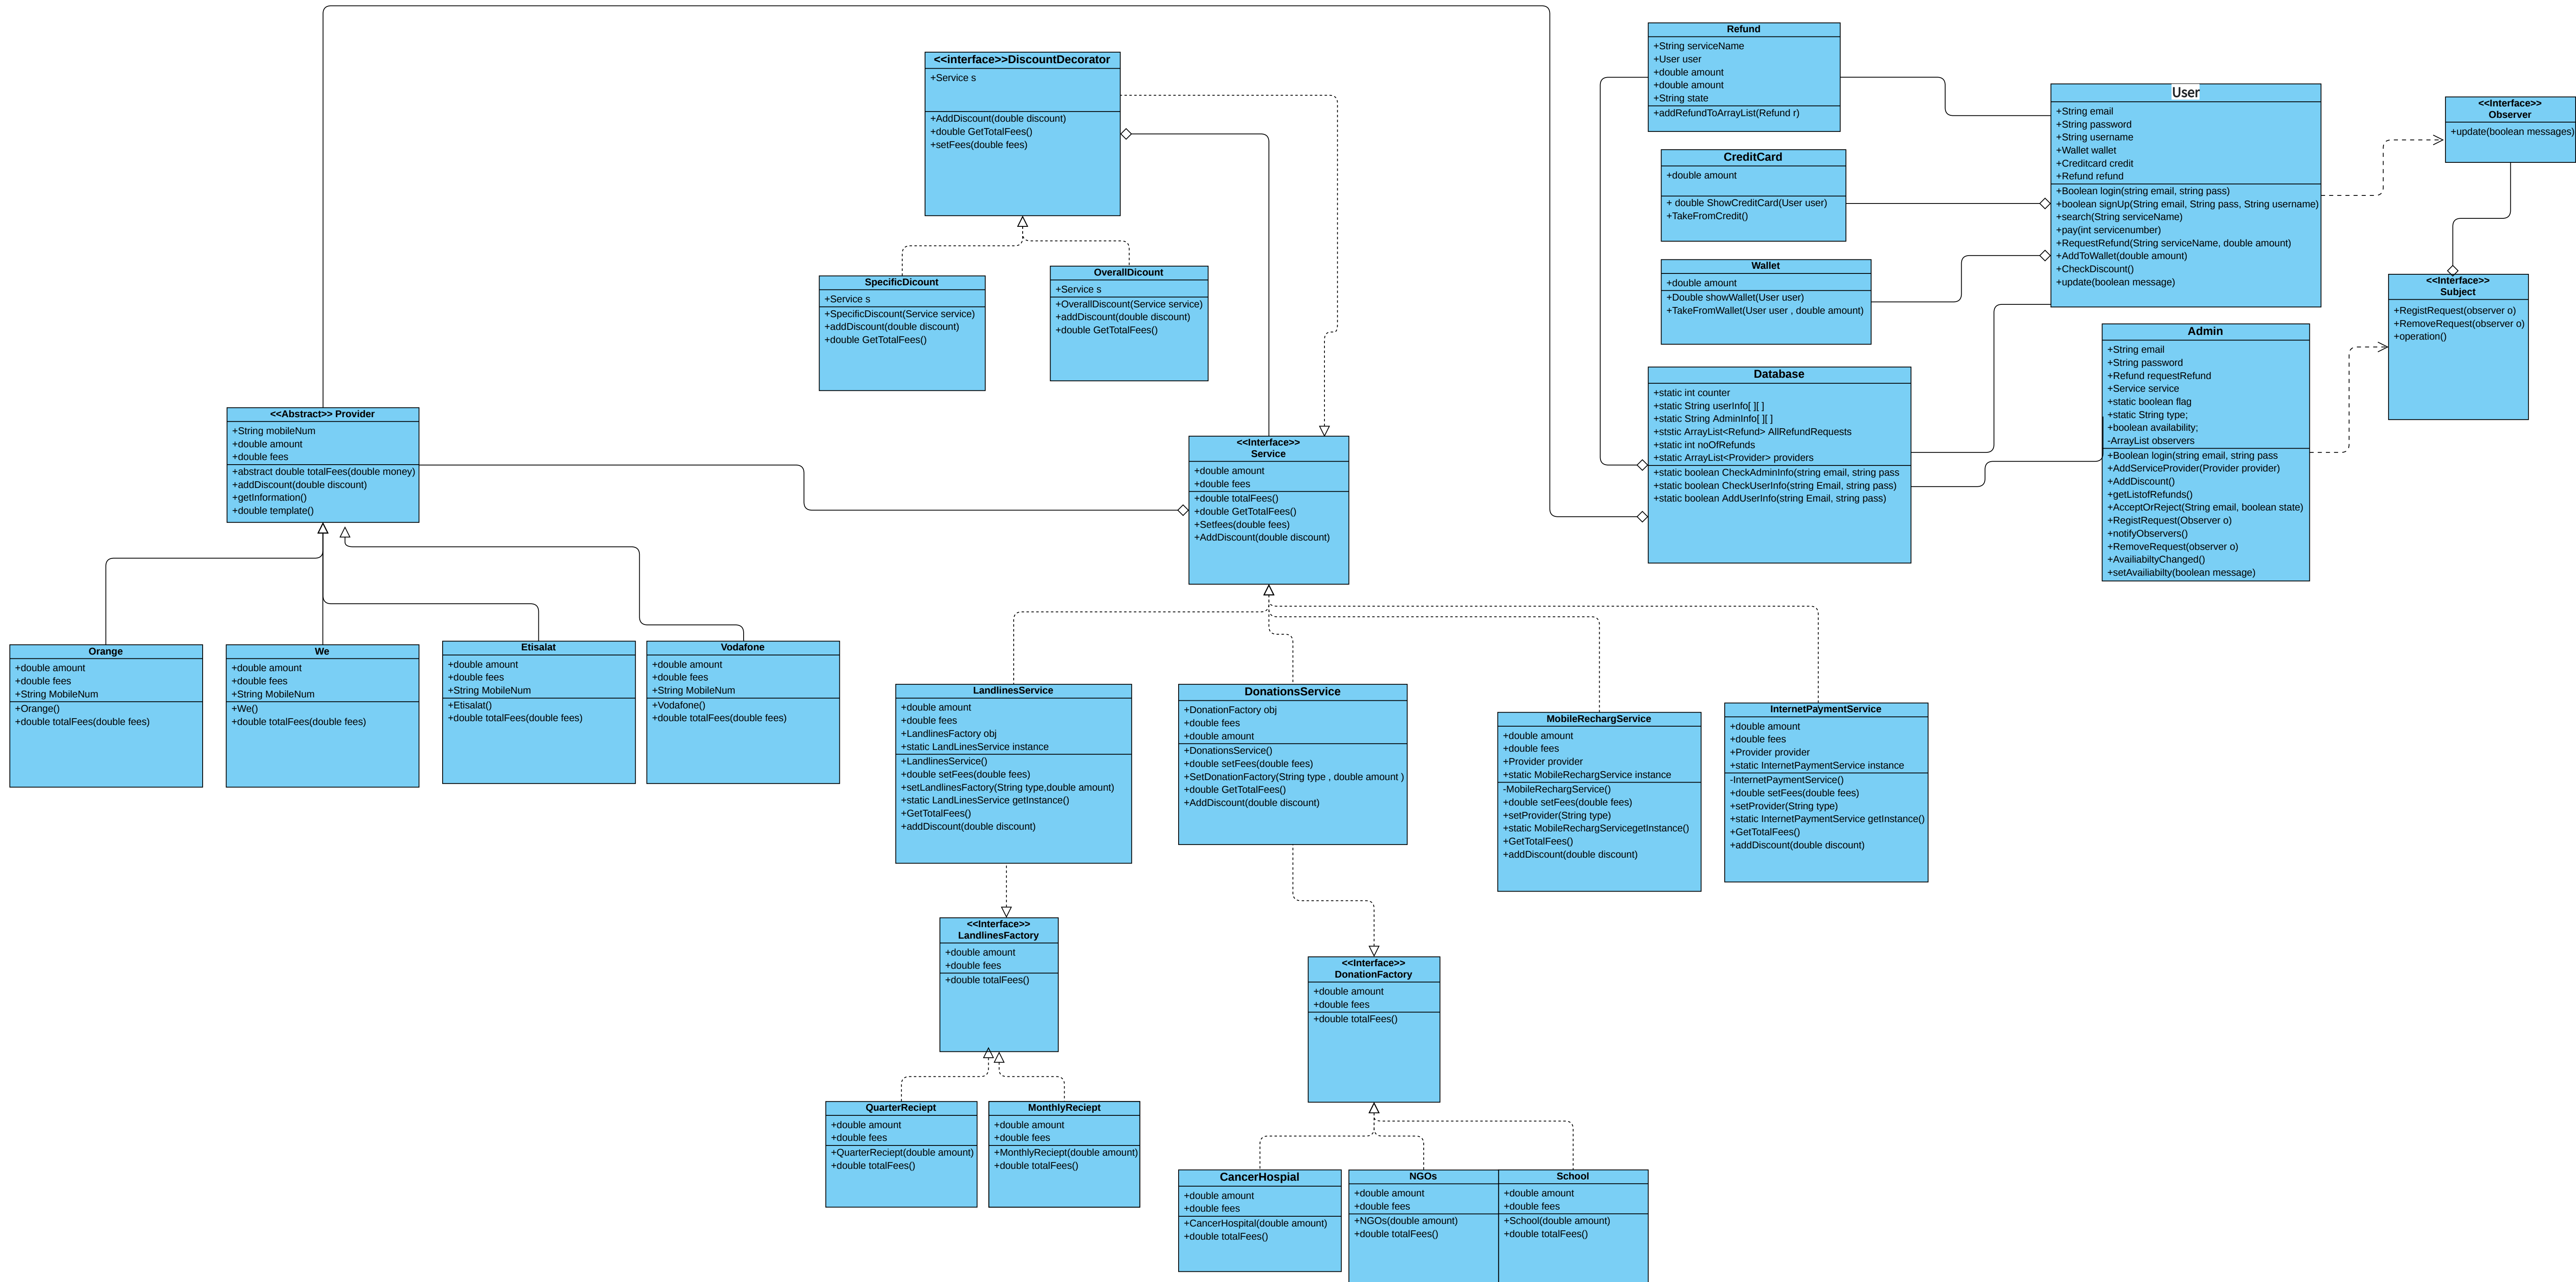 <<interface>>DiscountDecorator
+Service s
+AddDiscount(double discount)
+double GetTotalFees()
+setFees(double fees)
Refund
+String serviceName
+User user
+double amount
+double amount
+String state
+addRefundToArrayList(Refund r)
User
+String email
+String password
+String username
+Wallet wallet
+Creditcard credit
+Refund refund
+Boolean login(string email, string pass)
+boolean signUp(String email, String pass, String username)
+search(String serviceName)
+pay(int servicenumber)
+RequestRefund(String serviceName, double amount)
+AddToWallet(double amount)
+CheckDiscount()
+update(boolean message)
<<Interface>>
Observer
+update(boolean messages)
CreditCard
+double amount
+ double ShowCreditCard(User user)
+TakeFromCredit()
Wallet
+double amount
+Double showWallet(User user)
+TakeFromWallet(User user , double amount)
<<Interface>>
Subject
+RegistRequest(observer o)
+RemoveRequest(observer o)
+operation()
SpecificDicount
+Service s
+SpecificDiscount(Service service)
+addDiscount(double discount)
+double GetTotalFees()
OverallDicount
+Service s
+OverallDiscount(Service service)
+addDiscount(double discount)
+double GetTotalFees()
Database
+static int counter
+static String userInfo[ ][ ]
+static String AdminInfo[ ][ ]
+ststic ArrayList<Refund> AllRefundRequests
+static int noOfRefunds
+static ArrayList<Provider> providers
+static boolean CheckAdminInfo(string email, string pass
+static boolean CheckUserInfo(string Email, string pass)
+static boolean AddUserInfo(string Email, string pass)
Admin
+String email
+String password
+Refund requestRefund
+Service service
+static boolean flag
+static String type;
+boolean availability;
-ArrayList observers
+Boolean login(string email, string pass
+AddServiceProvider(Provider provider)
+AddDiscount()
+getListofRefunds()
+AcceptOrReject(String email, boolean state)
+RegistRequest(Observer o)
+notifyObservers()
+RemoveRequest(observer o)
+AvailiabiltyChanged()
+setAvailiabilty(boolean message)
<<Abstract>> Provider
+String mobileNum
+double amount
+double fees
+abstract double totalFees(double money)
+addDiscount(double discount)
+getInformation()
+double template()
<<Interface>>
Service
+double amount
+double fees
+double totalFees()
+double GetTotalFees()
+Setfees(double fees)
+AddDiscount(double discount)
Orange
+double amount
+double fees
+String MobileNum
+Orange()
+double totalFees(double fees)
We
+double amount
+double fees
+String MobileNum
+We()
+double totalFees(double fees)
Etisalat
+double amount
+double fees
+String MobileNum
+Etisalat()
+double totalFees(double fees)
Vodafone
+double amount
+double fees
+String MobileNum
+Vodafone()
+double totalFees(double fees)
LandlinesService
+double amount
+double fees
+LandlinesFactory obj
+static LandLinesService instance
+LandlinesService()
+double setFees(double fees)
+setLandlinesFactory(String type,double amount)
+static LandLinesService getInstance()
+GetTotalFees()
+addDiscount(double discount)
DonationsService
+DonationFactory obj
+double fees
+double amount
+DonationsService()
+double setFees(double fees)
+SetDonationFactory(String type , double amount )
+double GetTotalFees()
+AddDiscount(double discount)
MobileRechargService
+double amount
+double fees
+Provider provider
+static MobileRechargService instance
-MobileRechargService()
+double setFees(double fees)
+setProvider(String type)
+static MobileRechargServicegetInstance()
+GetTotalFees()
+addDiscount(double discount)
InternetPaymentService
+double amount
+double fees
+Provider provider
+static InternetPaymentService instance
-InternetPaymentService()
+double setFees(double fees)
+setProvider(String type)
+static InternetPaymentService getInstance()
+GetTotalFees()
+addDiscount(double discount)
<<Interface>>
LandlinesFactory
+double amount
+double fees
+double totalFees()
<<Interface>>
DonationFactory
+double amount
+double fees
+double totalFees()
QuarterReciept
+double amount
+double fees
+QuarterReciept(double amount)
+double totalFees()
MonthlyReciept
+double amount
+double fees
+MonthlyReciept(double amount)
+double totalFees()
CancerHospial
+double amount
+double fees
+CancerHospital(double amount)
+double totalFees()
NGOs
+double amount
+double fees
+NGOs(double amount)
+double totalFees()
School
+double amount
+double fees
+School(double amount)
+double totalFees()